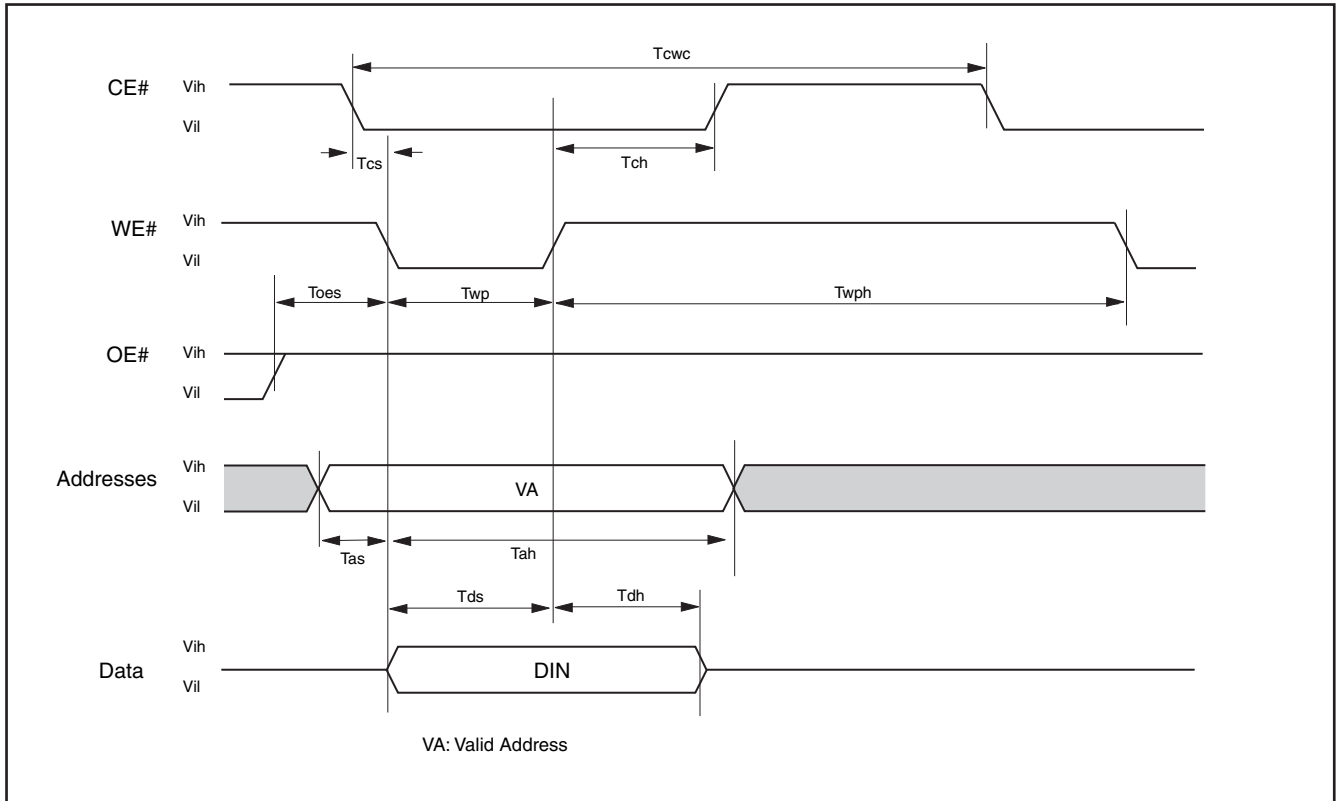 Tcwc
CE#
Vih
Vil
Tcs
Tch
WE#
Vih
Vil
Toes
Twp
Twph
OE#
Vih
Vil
Addresses
Vih
VA
Vil
Tas
Tah
Tds
Tdh
Data
Vih
DIN
Vil
VA: Valid Address